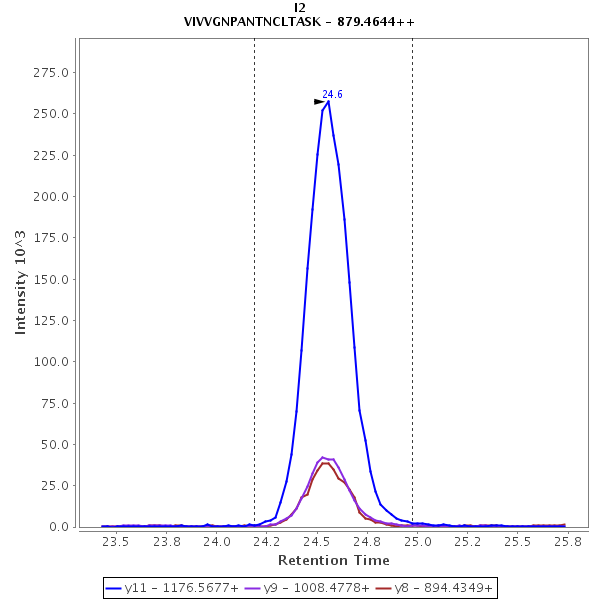 I2
VIVVGNPANTNCLTASK - 879.4644++
24.6
275.0
250.0
225.0
200.0
175.0
150.0
125.0
100.0
75.0
50.0
25.0
0.0
Intensity 10^3
23.5 23.8 24.0 24.2 24.5 24.8 25.0 25.2 25.5 25.8
Retention Time
y11 - 1176.5677+ y9 - 1008.4778+ y8 - 894.4349+